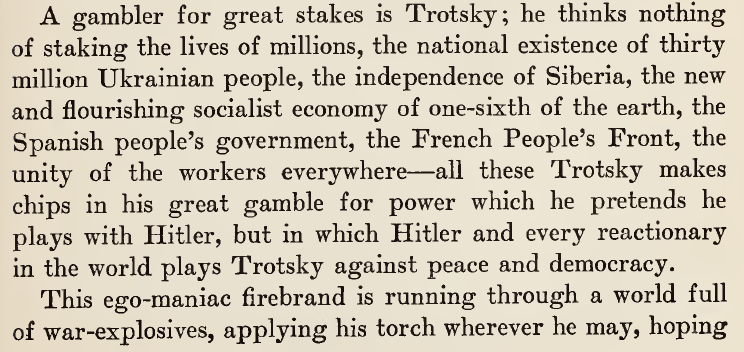 A gambler for great stakes is Trotsky; he thinks nothing
of staking the lives of millions, the national existence of thirty
million Ukrainian people, the independence of Siberia, the new
and flourishing socialist economy of one-sixth of the earth, the
Spanish people's government, the French People's Front, the
unity of the workers everywhere—all these Trotsky makes
chips in his great gamble for power which he pretends he
plays with Hitler, but in which Hitler and every reactionary
in the world plays Trotsky against peace and democracy.
This ego-maniac firebrand is running through a world full
of war-explosives, applying his torch wherever he may, hoping